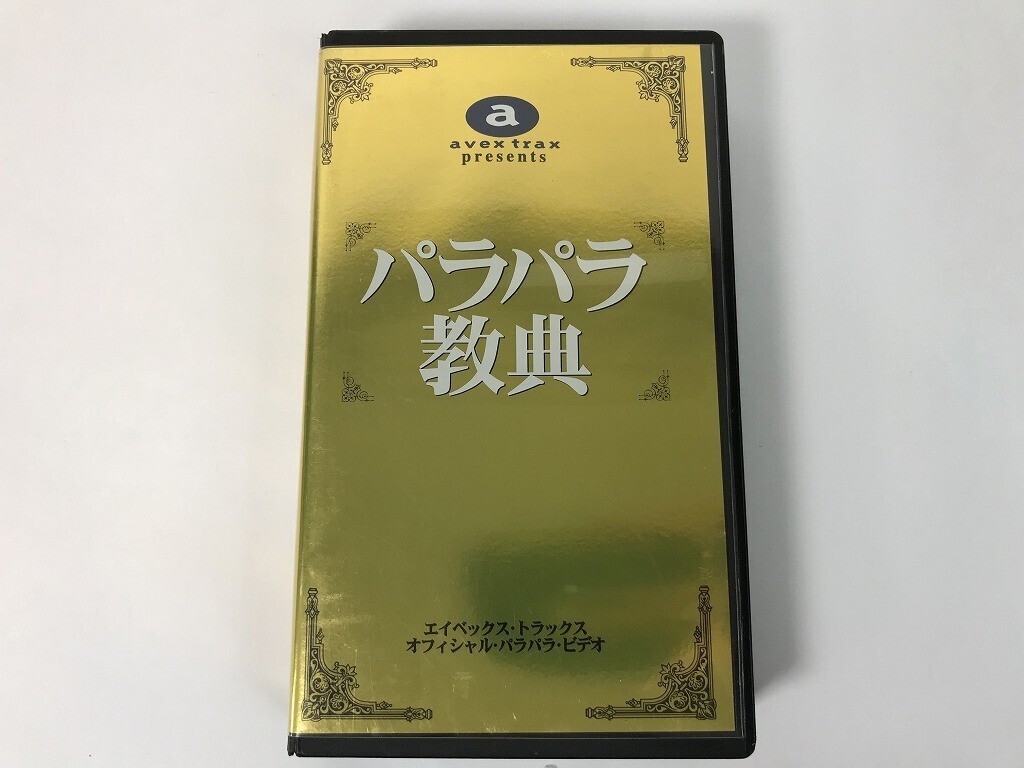 a
avex trax
presents
パラパラ
教典
エイベックス・トラックス
オフィシャル・パラパラ・ビデオ